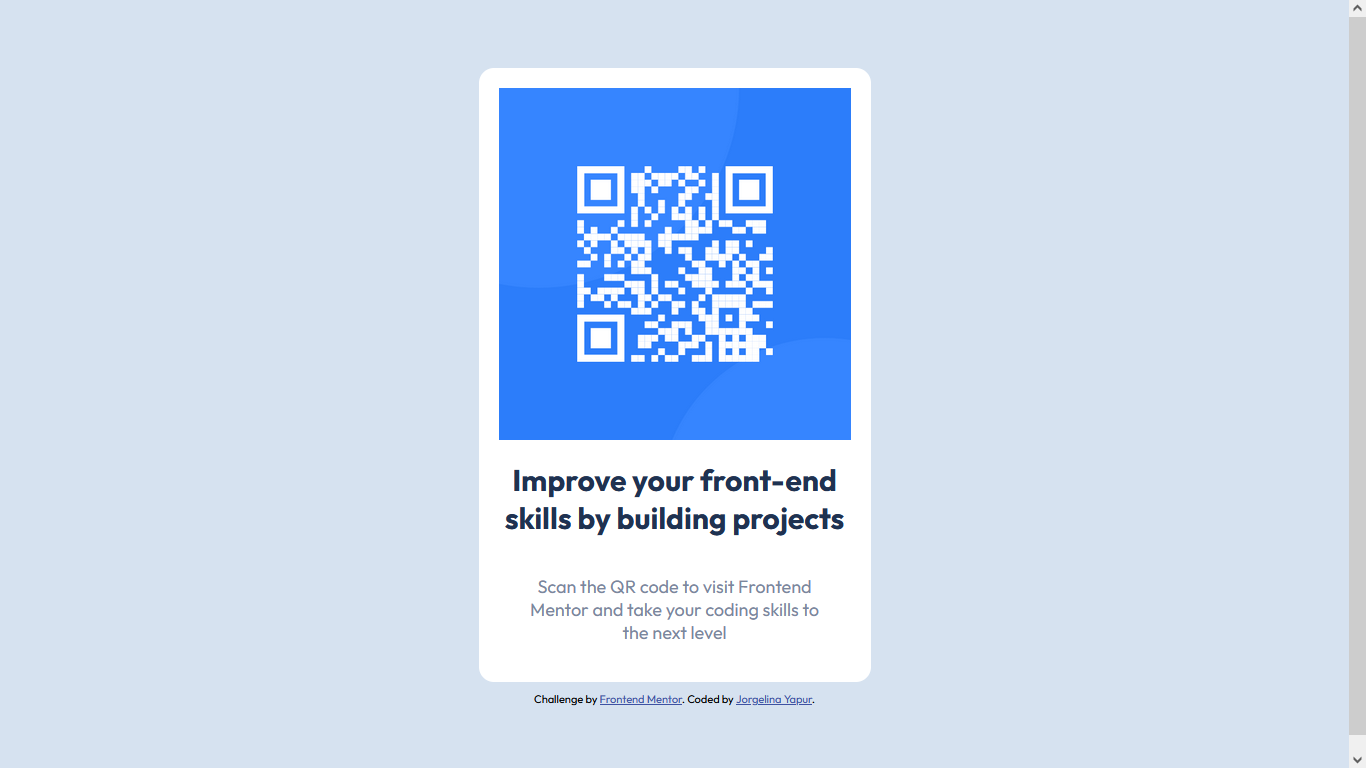 Improve your front-end
skills by building projects
Scan the QR code to visit Frontend
Mentor and take your coding skills to
the next level
Challenge by Frontend Mentor. Coded by Jorgelina Yapur.